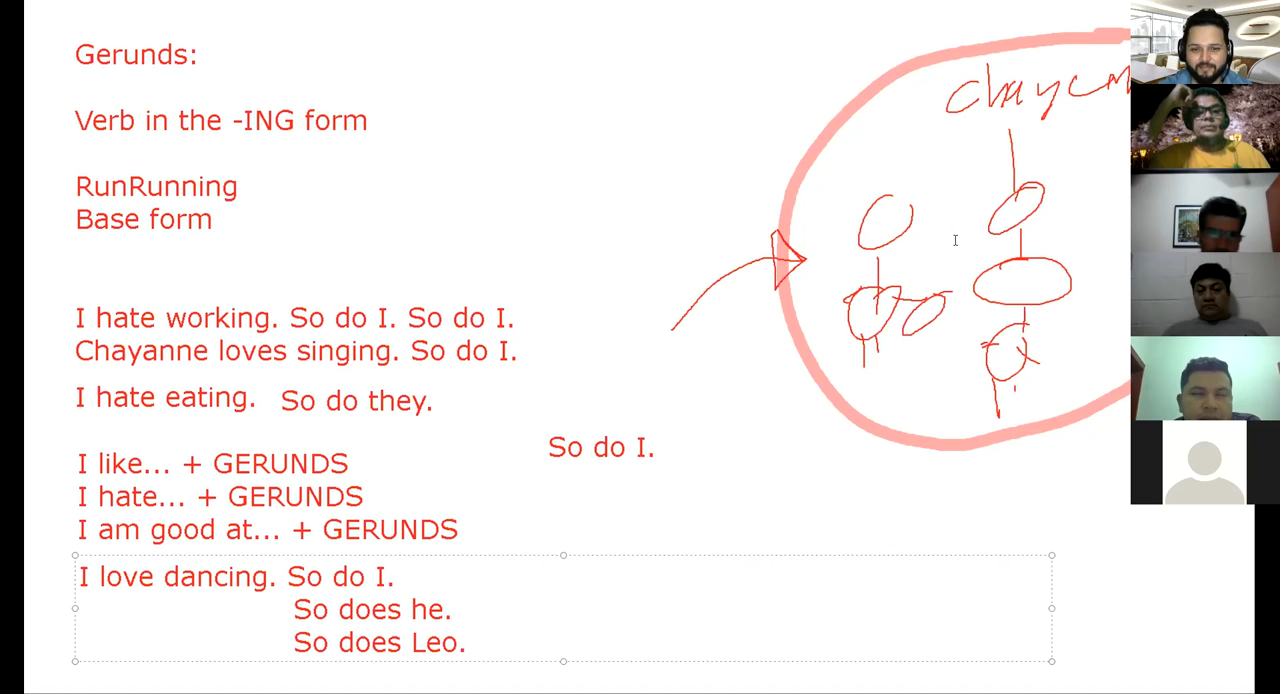 Gerunds:
Verb in the -ING form
RunRunning
Base form
I hate working. So do I. So do I.
Chayanne loves singing. So do I.
I hate eating. So do they.
So do I.
I like... + GERUNDS
I hate... + GERUNDS
I am good at... + GERUNDS
I love dancing. So do I.
So does he.
So does Leo.